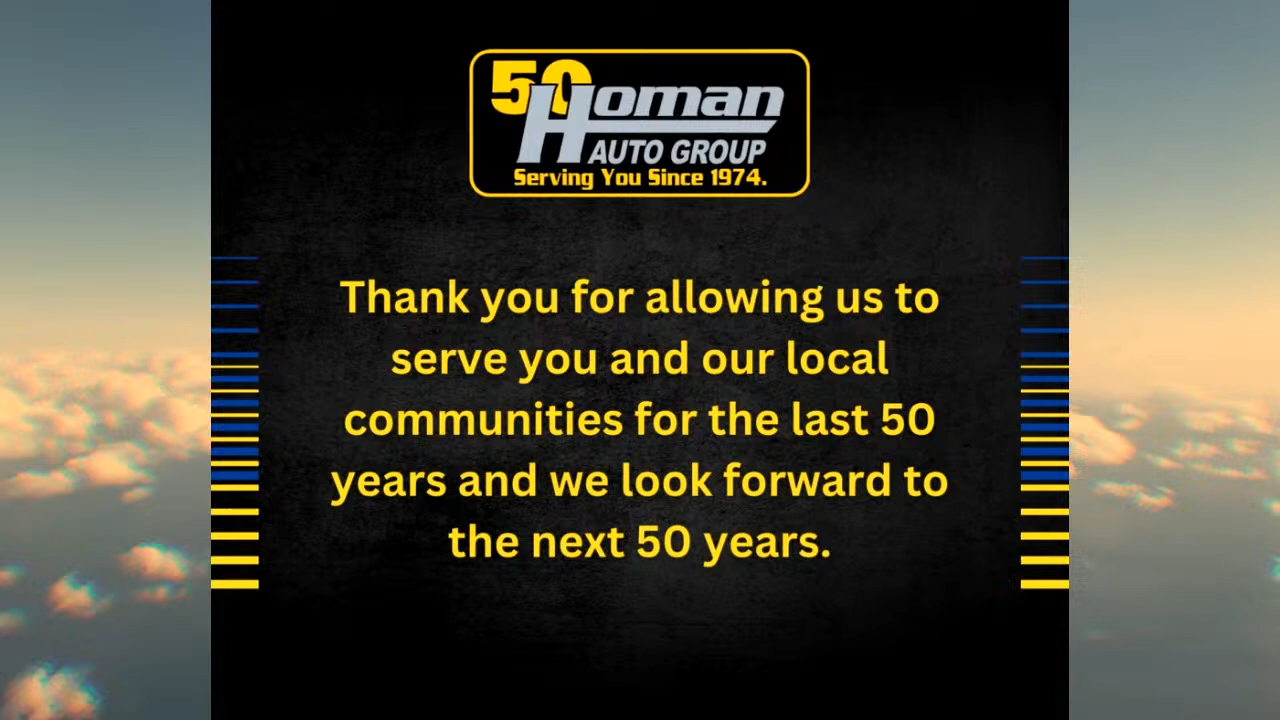 50
Homan
AUTO GROUP
Serving You Since 1974.
Thank you for allowing us to
serve you and our local
communities for the last 50
years and we look forward to
the next 50 years.